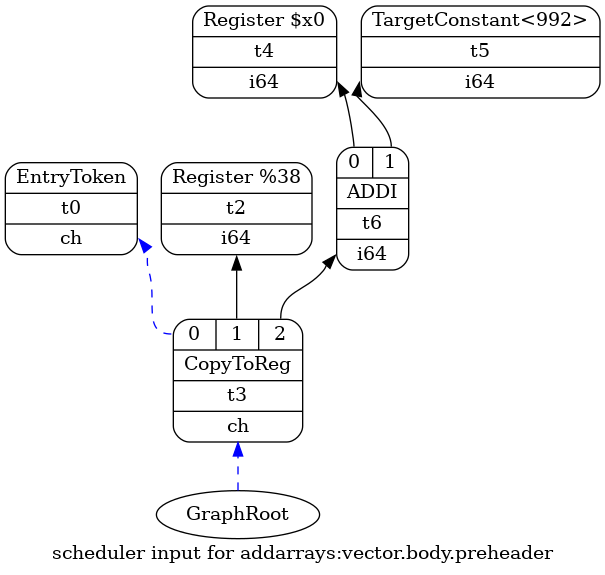 Register $x0
t4
i64
TargetConstant<992>
t5
i64
0 1
ADDI
t6
i64
EntryToken
t0
ch
Register %38
t2
i64
0 1 2
CopyToReg
t3
ch
GraphRoot
scheduler input for addarrays:vector.body.preheader